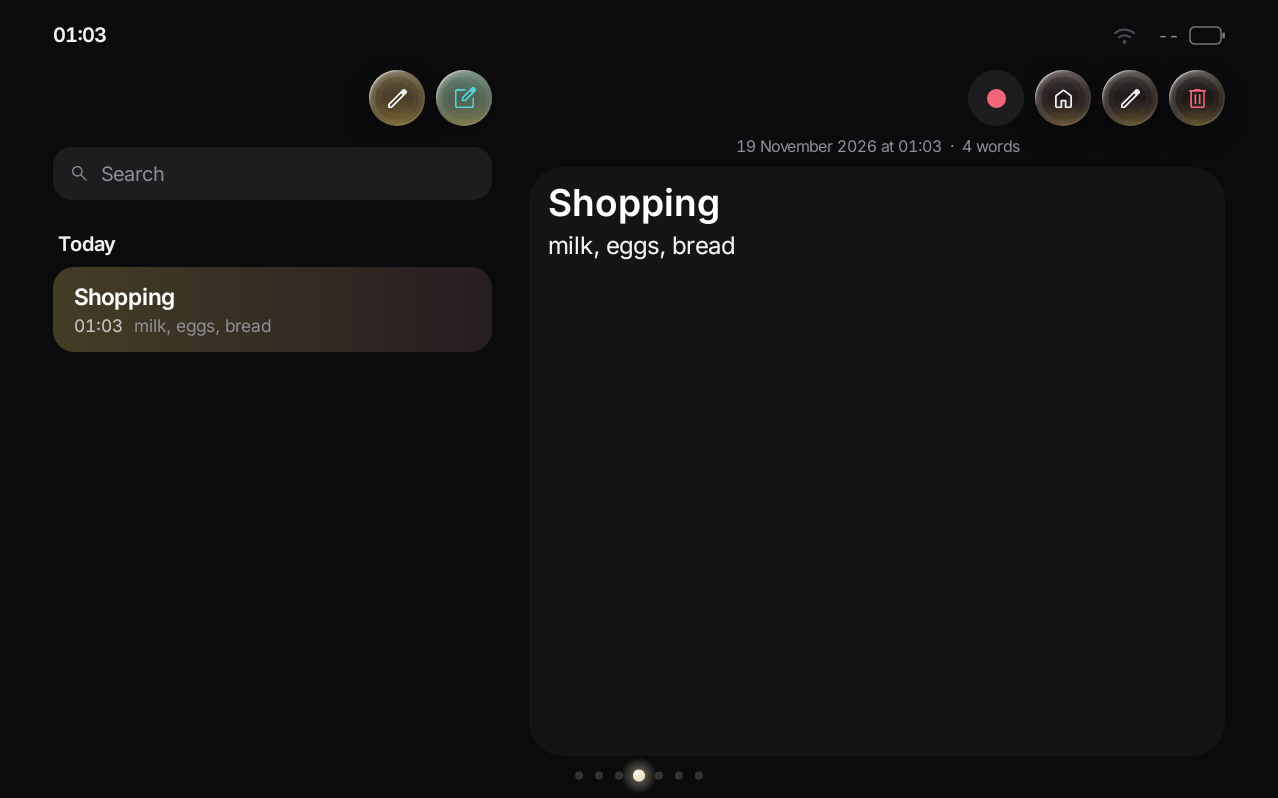 01:03
--
Search
Today
Shopping
01:03 milk, eggs, bread
19 November 2026 at 01:03 · 4 words
Shopping
milk, eggs, bread